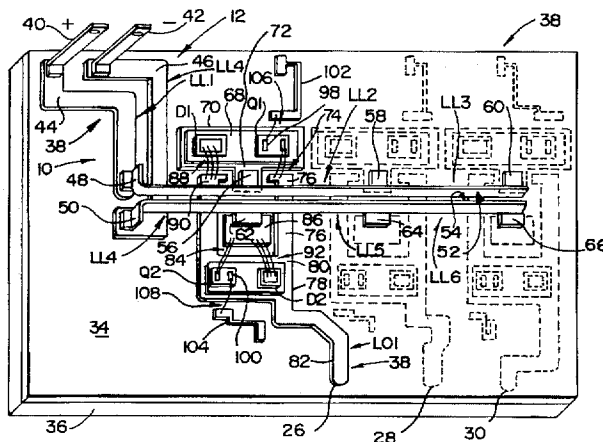 40 + 42 − 12 72 38
46 LL4 106 102
LL1 70 68 Q1 98
D1 74 LL2 58 LL3 60
44
38
10
88 76
48
90
50 56 62 86 64 54 52 66
LL4 84 76 LL5 LL6
92
80
Q2 78
108 D2
34 104 100 LO1
82 38
36 26 28 30